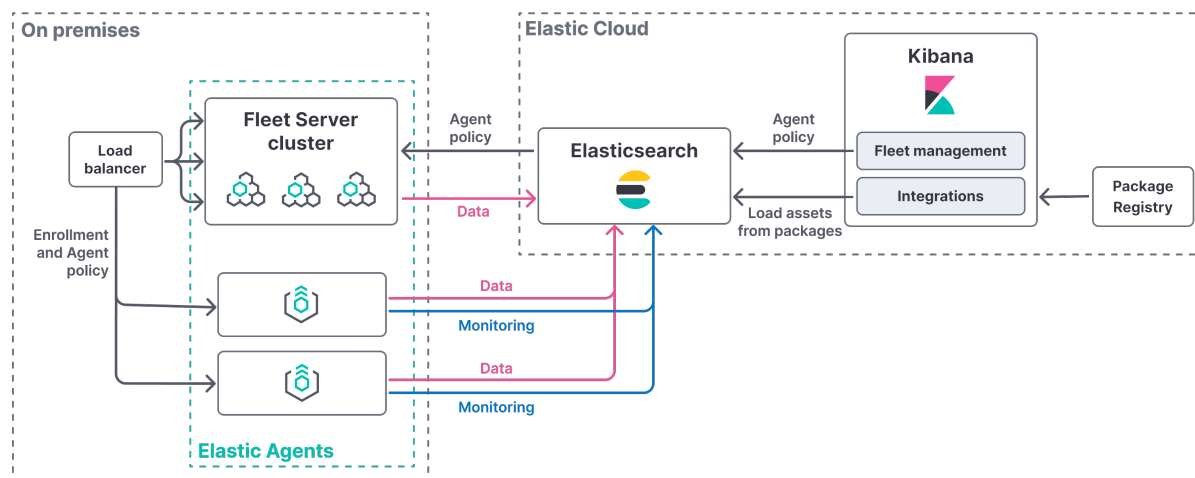 On premises
Elastic Cloud
Kibana
Fleet Server
cluster
Agent
policy
Agent
policy
Load
balancer
Elasticsearch
Fleet management
Integrations
Package
Registry
Data
Load assets
from packages
Enrollment
and Agent
policy
Data
Monitoring
Data
Monitoring
Elastic Agents